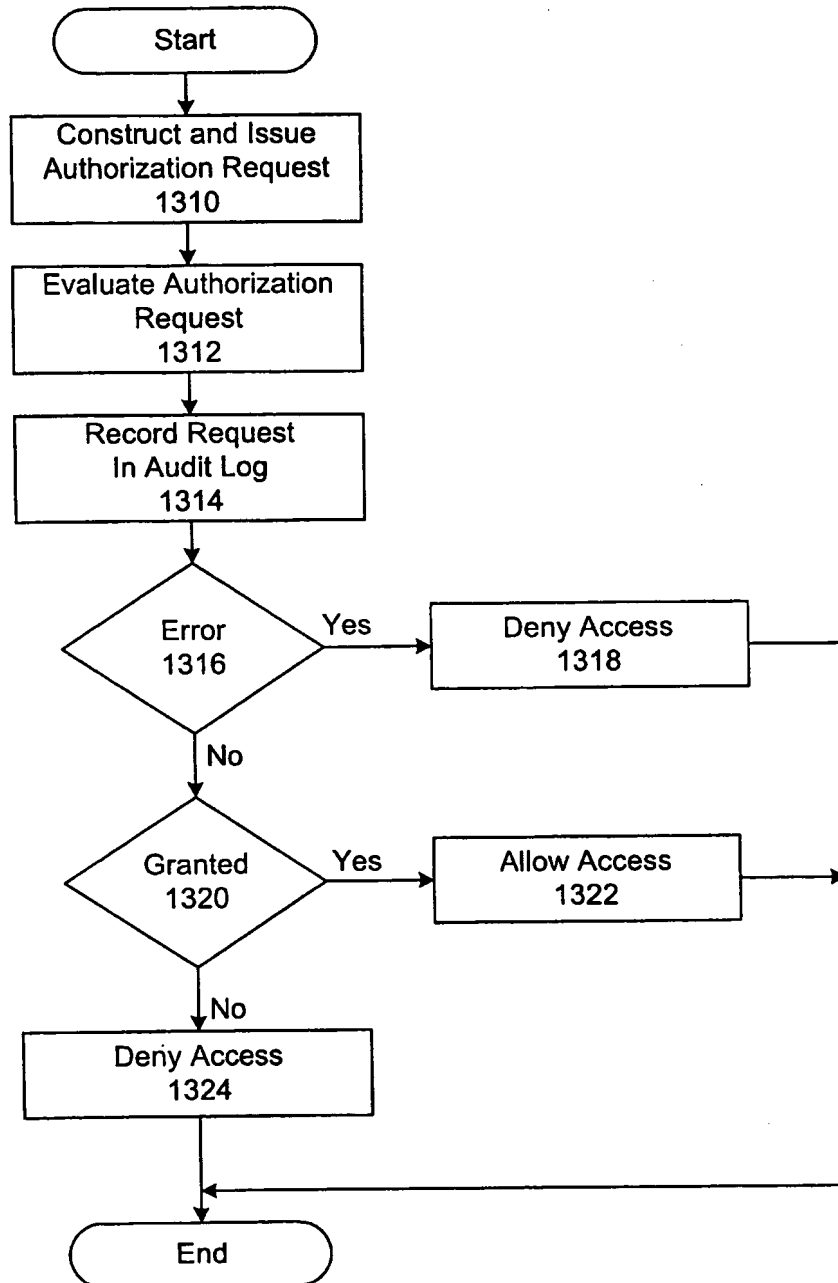 Start
Construct and Issue
Authorization Request
1310
Evaluate Authorization
Request
1312
Record Request
In Audit Log
1314
Error
1316
Yes
Deny Access
1318
No
Granted
1320
Yes
Allow Access
1322
No
Deny Access
1324
End